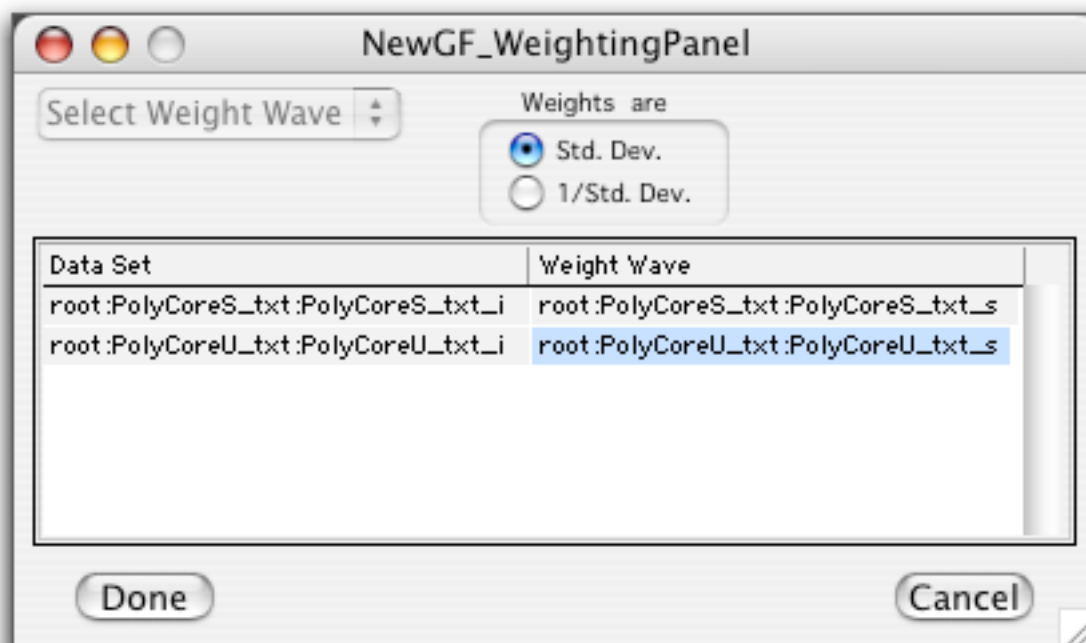 NewGF_WeightingPanel
Select Weight Wave
Weights are
Std. Dev.
1/Std. Dev.
Data Set Weight Wave
root:PolyCoreS_txt:PolyCoreS_txt_i root:PolyCoreS_txt:PolyCoreS_txt_s
root:PolyCoreU_txt:PolyCoreU_txt_i root:PolyCoreU_txt:PolyCoreU_txt_s
Done Cancel